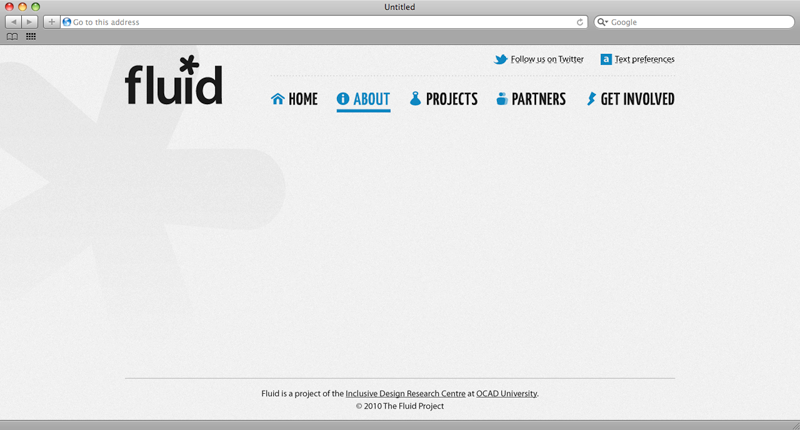 Untitled
Go to this address
Google
fluid
Follow us on Twitter
a Text preferences
HOME ABOUT PROJECTS PARTNERS GET INVOLVED
Fluid is a project of the Inclusive Design Research Centre at OCAD University.
© 2010 The Fluid Project